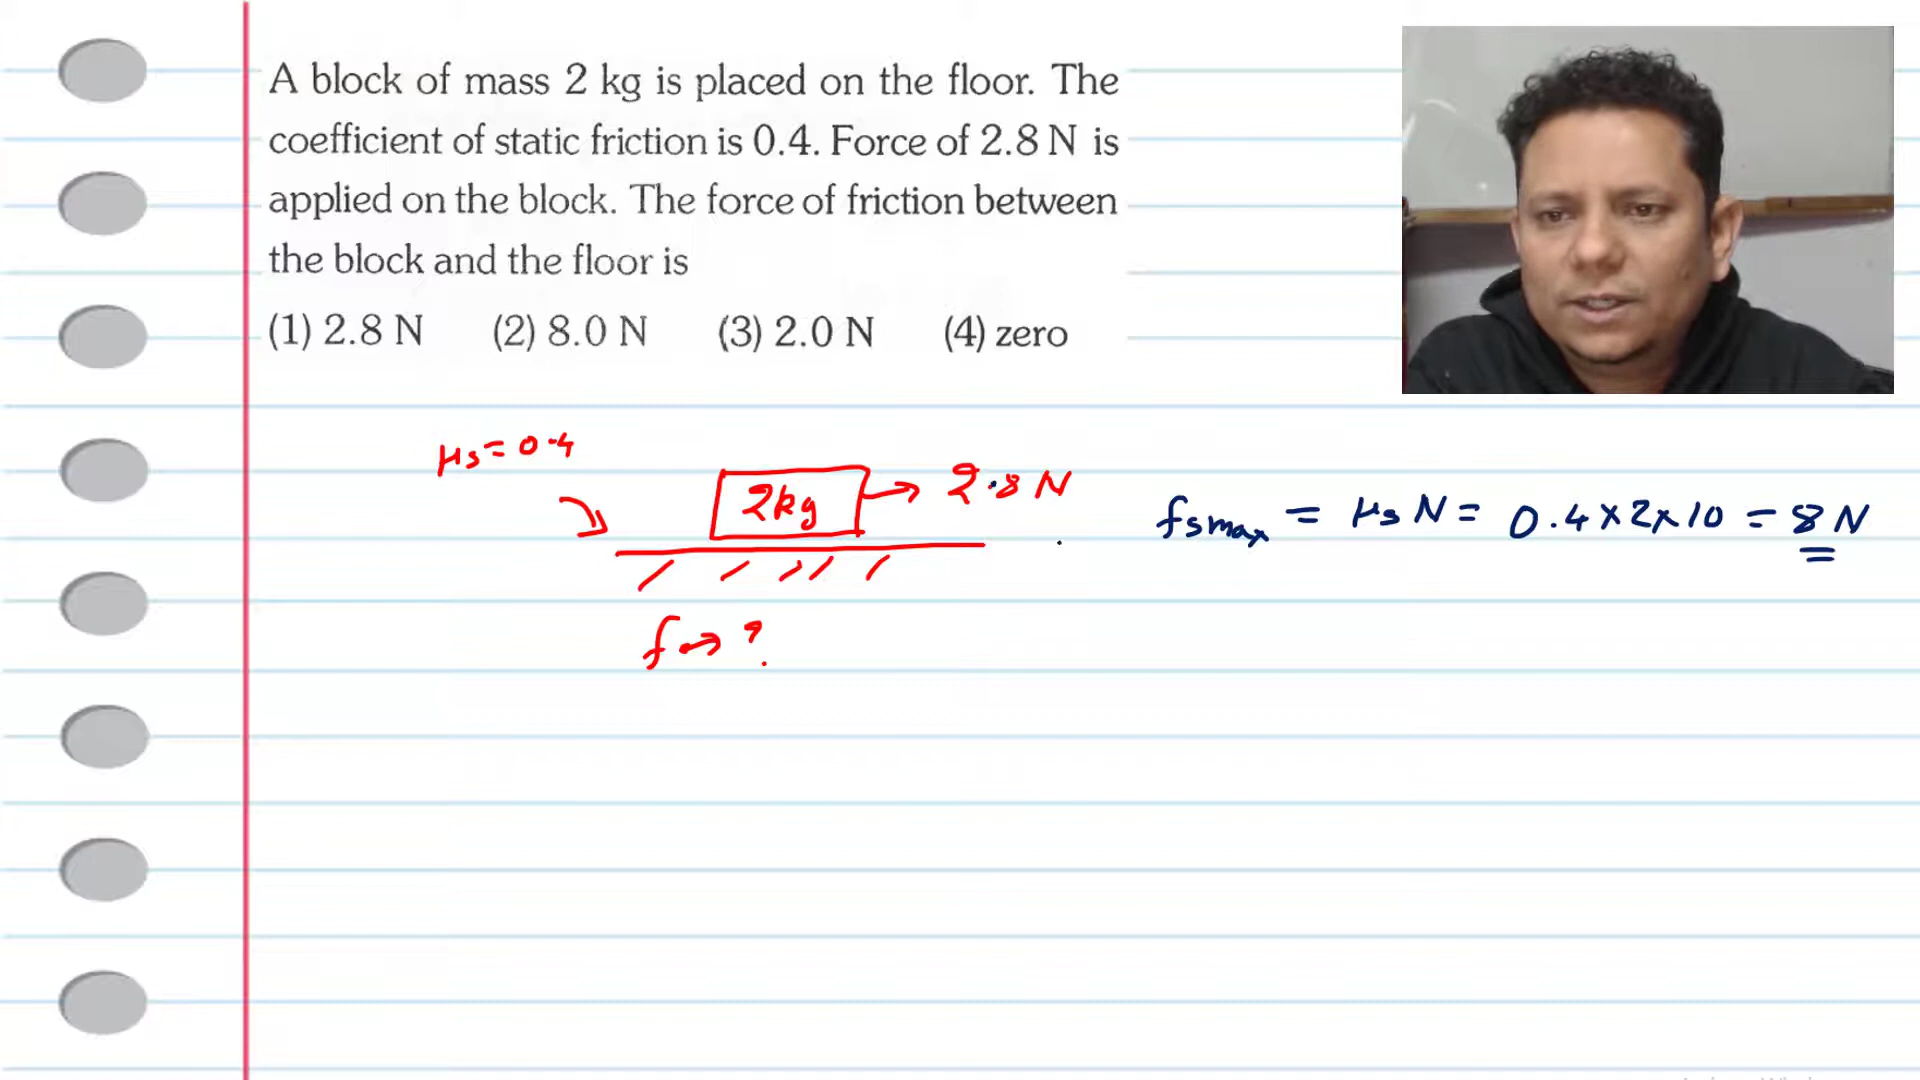 A block of mass 2 kg is placed on the floor. The
coefficient of static friction is 0.4. Force of 2.8 N is
applied on the block. The force of friction between
the block and the floor is
(1) 2.8 N (2) 8.0 N (3) 2.0 N (4) zero
μs = 0.4
2kg → 2.8 N
fsmax = μs N = 0.4 × 2 × 10 = 8 N
f → ?